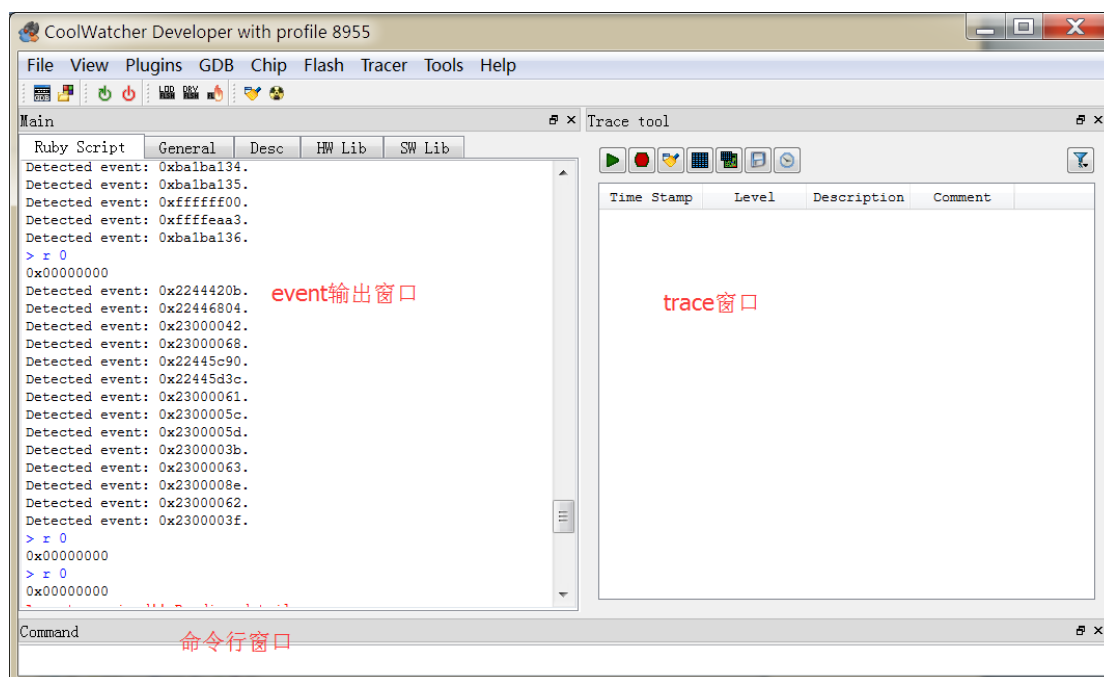 CoolWatcher Developer with profile 8955
File View Plugins GDB Chip Flash Tracer Tools Help
Main
Trace tool
Ruby Script General Desc HW Lib SW Lib
Detected event: 0xba1ba134.
Detected event: 0xba1ba135.
Detected event: 0xffffff00.
Detected event: 0xffffeaa3.
Detected event: 0xba1ba136.
> r 0
0x00000000
Detected event: 0x2244420b.
Detected event: 0x22446804.
Detected event: 0x23000042.
Detected event: 0x23000068.
Detected event: 0x22445c90.
Detected event: 0x22445d3c.
Detected event: 0x23000061.
Detected event: 0x2300005c.
Detected event: 0x2300005d.
Detected event: 0x2300003b.
Detected event: 0x23000063.
Detected event: 0x2300008e.
Detected event: 0x23000062.
Detected event: 0x2300003f.
> r 0
0x00000000
> r 0
0x00000000
event输出窗口
Time Stamp Level Description Comment
trace窗口
Command
命令行窗口